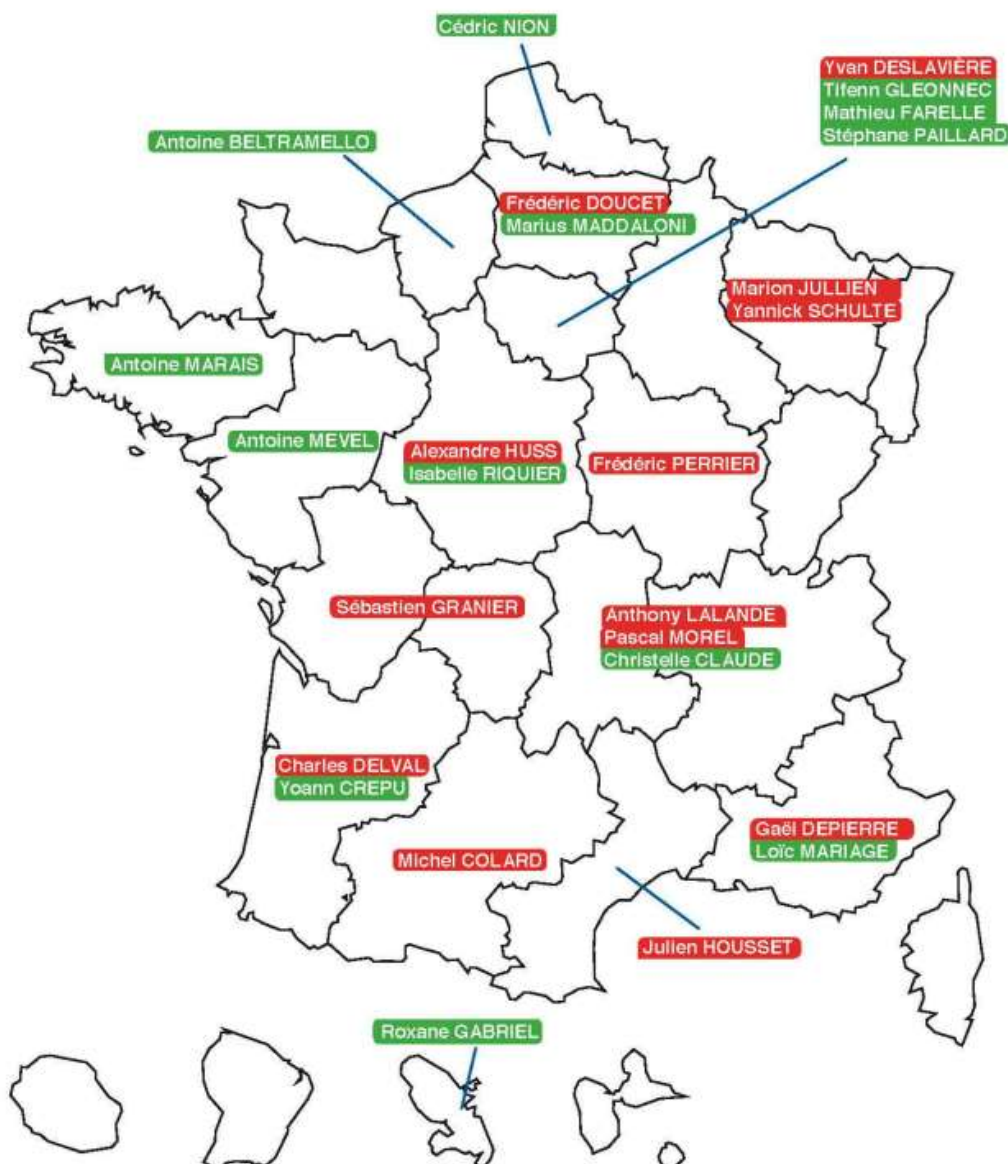 Cédric NION
Yvan DESLAVIÈRE
Tifenn GLEONNEC
Mathieu FARELLE
Stéphane PAILLARD
Antoine BELTRAMELLO
Frédéric DOUCET
Marius MADDALONI
Marion JULLIEN
Yannick SCHULTE
Antoine MARAIS
Antoine MEVEL
Alexandre HUSS
Isabelle RIQUIER
Frédéric PERRIER
Sébastien GRANIER
Anthony LALANDE
Pascal MOREL
Christelle CLAUDE
Charles DELVAL
Yoann CREPU
Gaël DEPIERRE
Loïc MARIAGE
Michel COLARD
Julien HOUSSET
Roxane GABRIEL